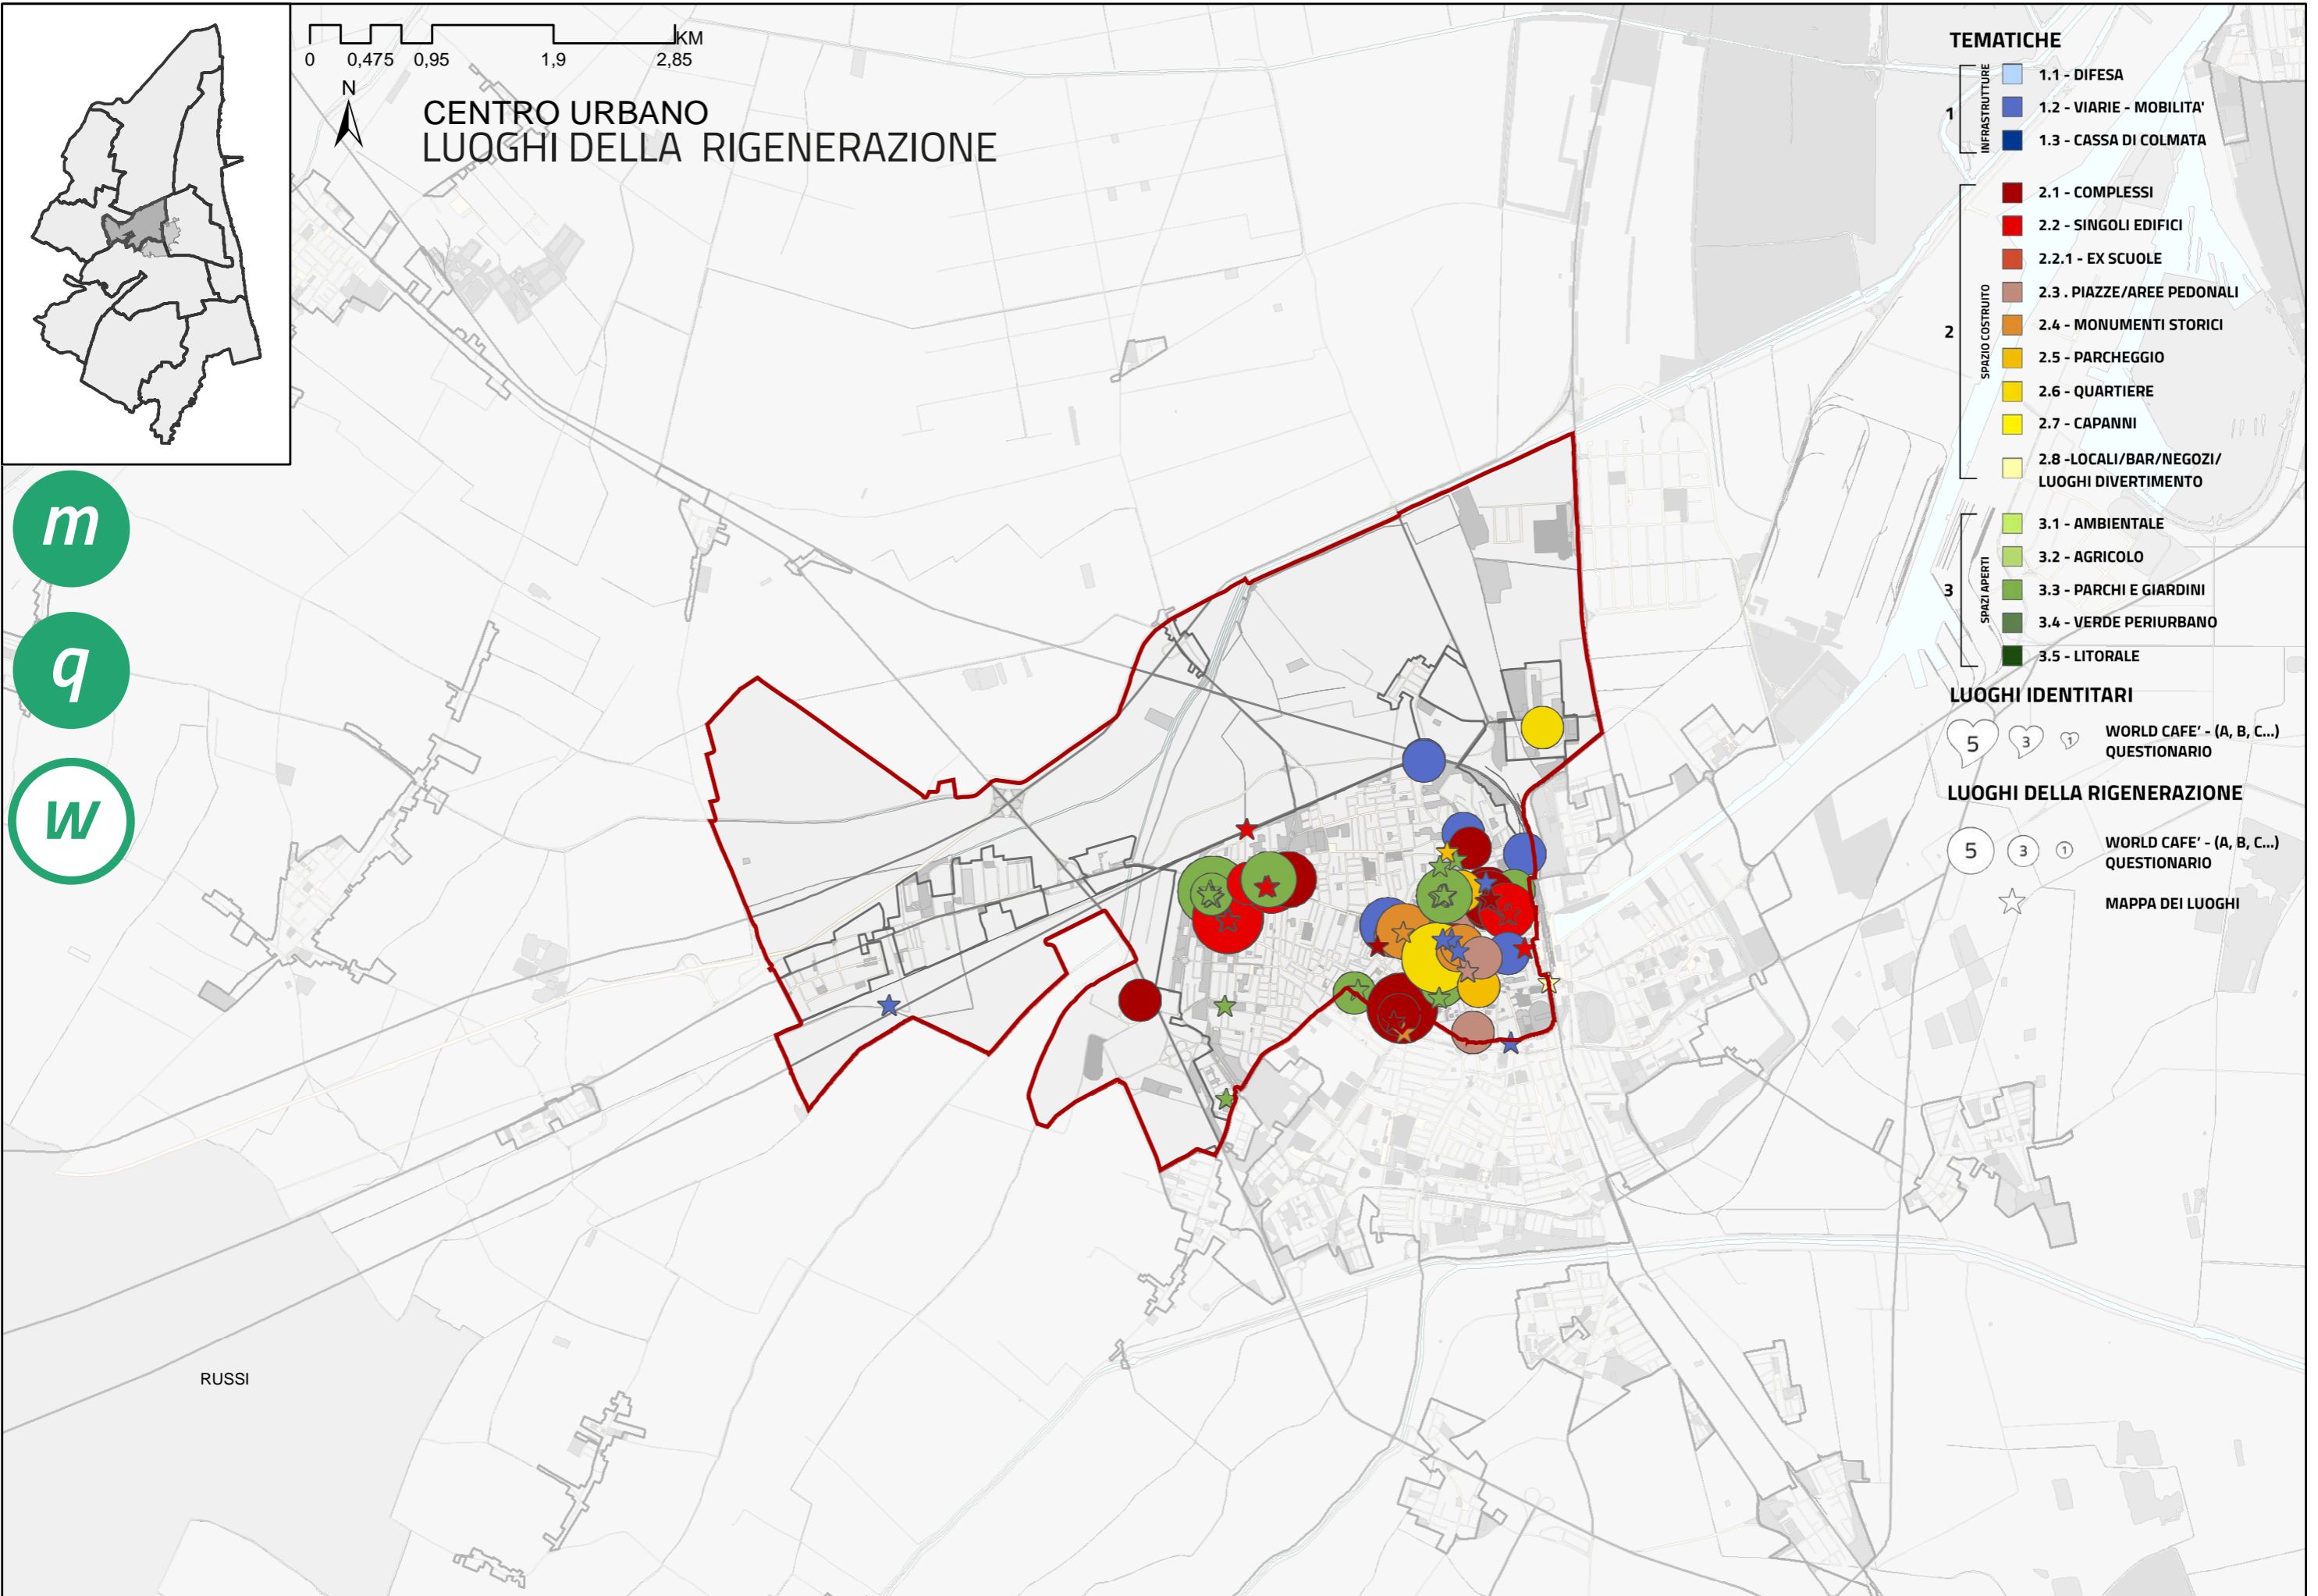 KM
0 0,475 0,95 1,9 2,85
N
CENTRO URBANO
LUOGHI DELLA RIGENERAZIONE
m
q
w
RUSSI
TEMATICHE
1
INFRASTRUTTURE
1.1 - DIFESA
1.2 - VIARIE - MOBILITA'
1.3 - CASSA DI COLMATA
2
SPAZIO COSTRUITO
2.1 - COMPLESSI
2.2 - SINGOLI EDIFICI
2.2.1 - EX SCUOLE
2.3 . PIAZZE/AREE PEDONALI
2.4 - MONUMENTI STORICI
2.5 - PARCHEGGIO
2.6 - QUARTIERE
2.7 - CAPANNI
2.8 -LOCALI/BAR/NEGOZI/
LUOGHI DIVERTIMENTO
3
SPAZI APERTI
3.1 - AMBIENTALE
3.2 - AGRICOLO
3.3 - PARCHI E GIARDINI
3.4 - VERDE PERIURBANO
3.5 - LITORALE
LUOGHI IDENTITARI
5 3 1
WORLD CAFE' - (A, B, C...)
QUESTIONARIO
LUOGHI DELLA RIGENERAZIONE
5 3 1
WORLD CAFE' - (A, B, C...)
QUESTIONARIO
MAPPA DEI LUOGHI